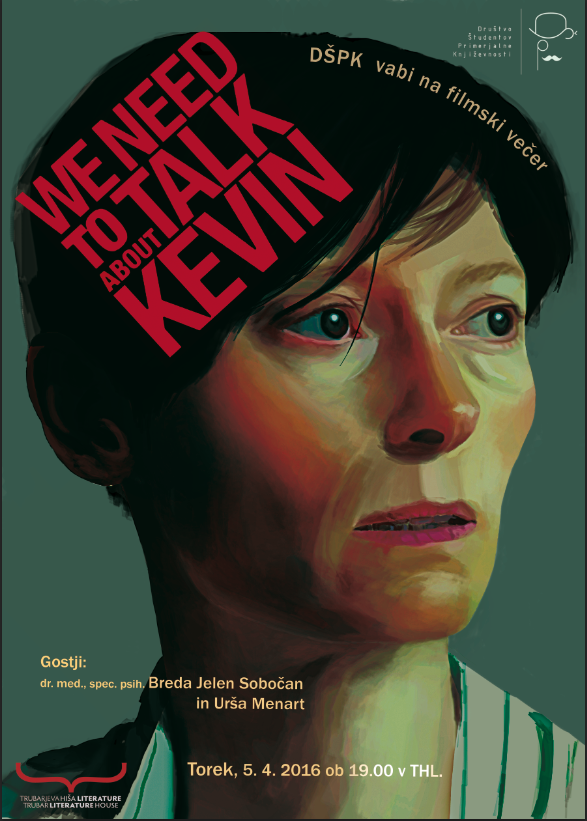 Društvo
Študentov
Primerjalne
Književnosti
DŠPK vabi na filmski večer
WE NEED
TO TALK
ABOUT
KEVIN
Gostji:
dr. med., spec. psih. Breda Jelen Sobočan
in Urša Menart
Torek, 5. 4. 2016 ob 19.00 v THL.
TRUBARJEVA HIŠA LITERATURE
TRUBAR LITERATURE HOUSE